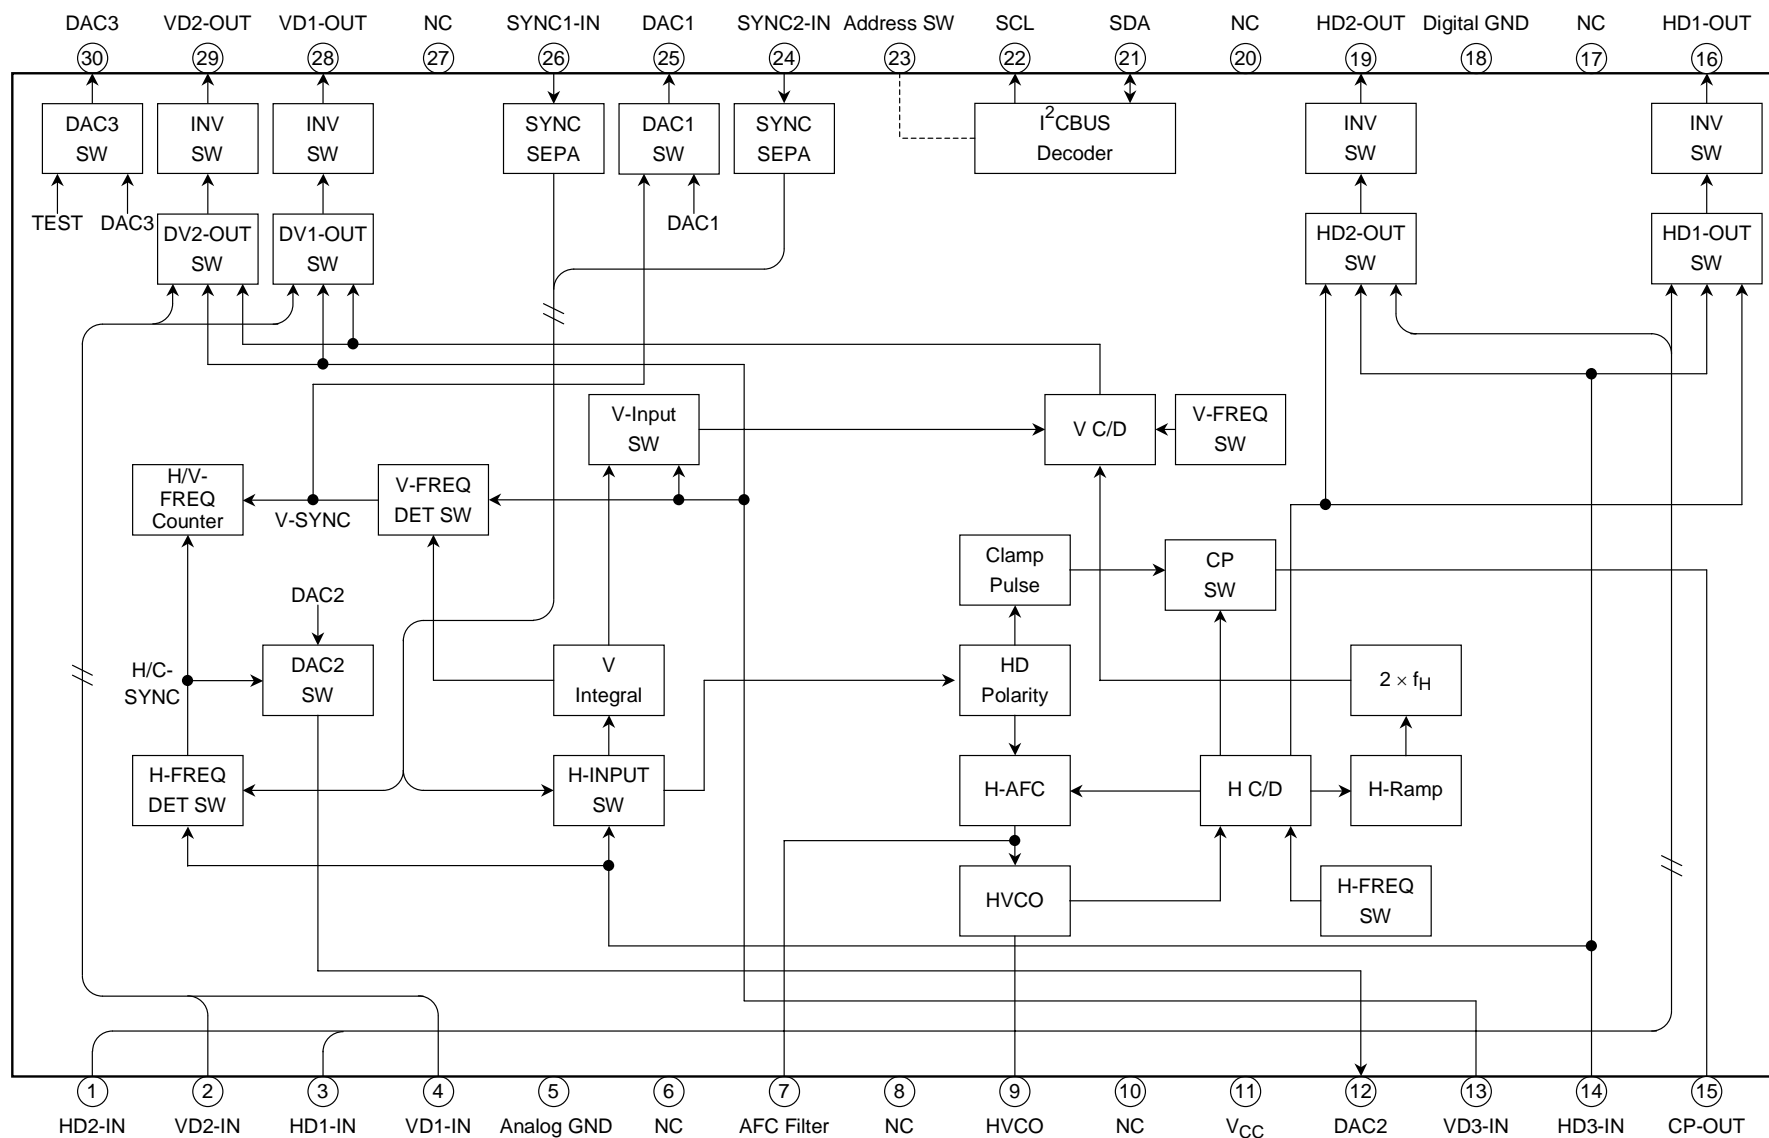 DAC3 VD2-OUT VD1-OUT NC SYNC1-IN DAC1 SYNC2-IN Address SW SCL SDA NC HD2-OUT Digital GND NC HD1-OUT
30 29 28 27 26 25 24 23 22 21 20 19 18 17 16
DAC3
SW
INV
SW
INV
SW
SYNC
SEPA
DAC1
SW
SYNC
SEPA
I²CBUS
Decoder
INV
SW
INV
SW
TEST
DAC3
DAC1
DV2-OUT
SW
DV1-OUT
SW
HD2-OUT
SW
HD1-OUT
SW
V-Input
SW
V C/D
V-FREQ
SW
H/V-
FREQ
Counter
V-SYNC
V-FREQ
DET SW
Clamp
Pulse
CP
SW
DAC2
H/C-
SYNC
DAC2
SW
V
Integral
HD
Polarity
2 × fH
H-FREQ
DET SW
H-INPUT
SW
H-AFC
H C/D
H-Ramp
HVCO
H-FREQ
SW
1 2 3 4 5 6 7 8 9 10 11 12 13 14 15
HD2-IN VD2-IN HD1-IN VD1-IN Analog GND NC AFC Filter NC HVCO NC VCC DAC2 VD3-IN HD3-IN CP-OUT